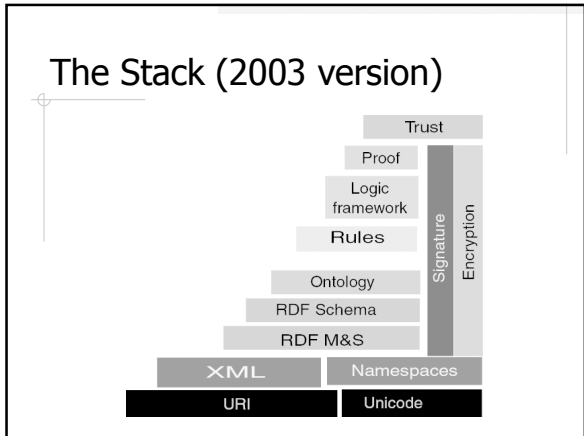 The Stack (2003 version)
Trust
Proof
Logic
framework
Rules
Ontology
RDF Schema
RDF M&S
Signature
Encryption
XML
Namespaces
URI
Unicode